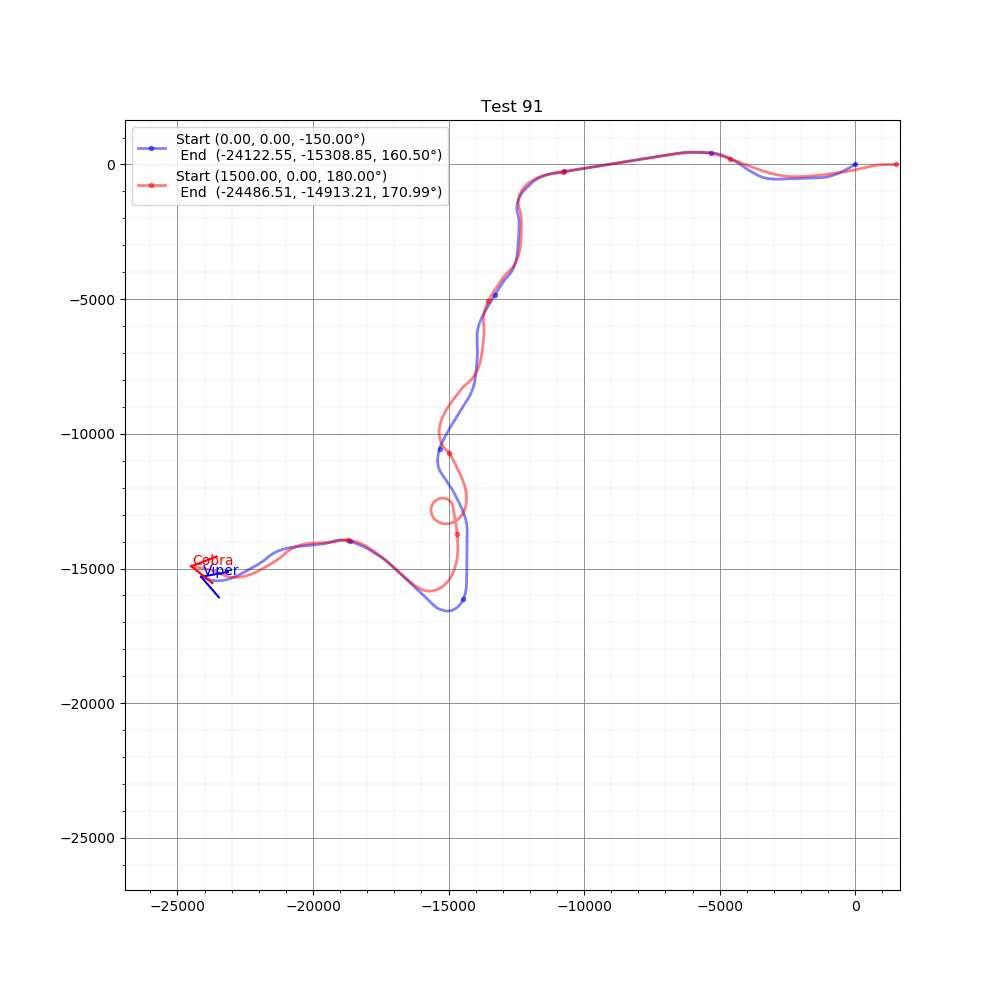 Test 91
Start (0.00, 0.00, -150.00°)
End (-24122.55, -15308.85, 160.50°)
Start (1500.00, 0.00, 180.00°)
End (-24486.51, -14913.21, 170.99°)
0
−5000
−10000
−15000
−20000
−25000
Cobra
Viper
−25000
−20000
−15000
−10000
−5000
0